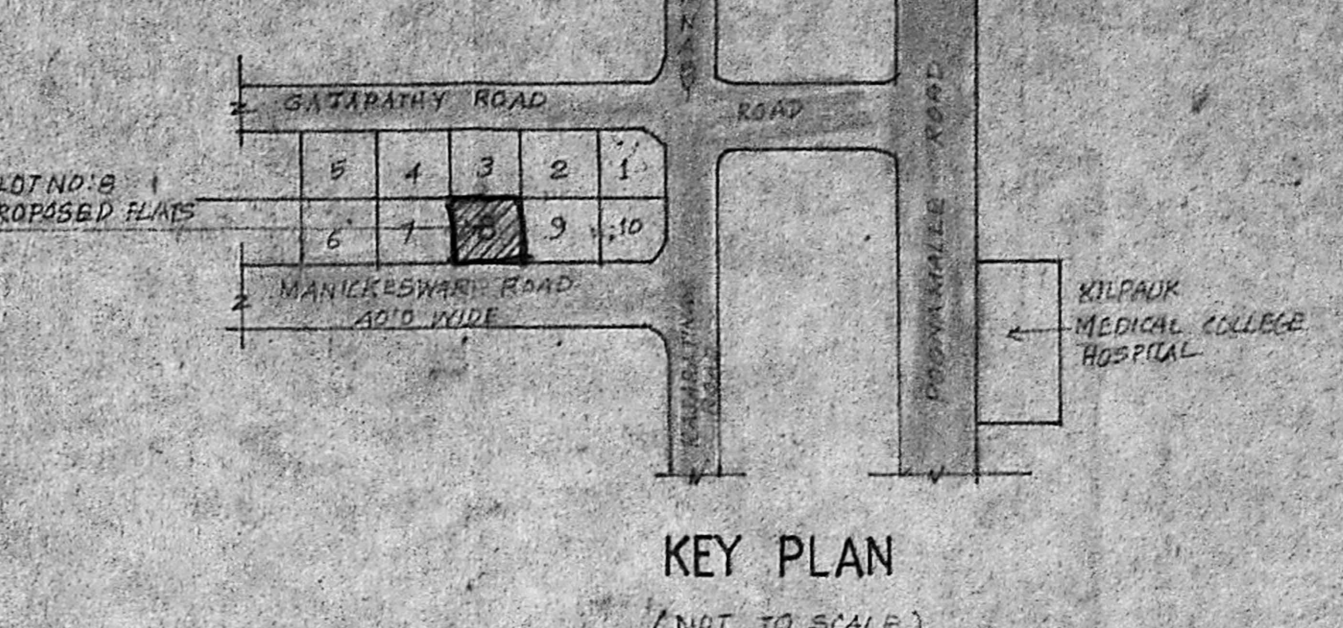 GAJAPATHY ROAD
ROAD
POONAMALLE ROAD
5 4 3 2 1
LOT NO:8
ROPOSED FLATS
6 7 8 9 10
MANICKESWARI ROAD
40'0 WIDE
KILPAUK
MEDICAL COLLEGE
HOSPITAL
KEY PLAN
(NOT TO SCALE)